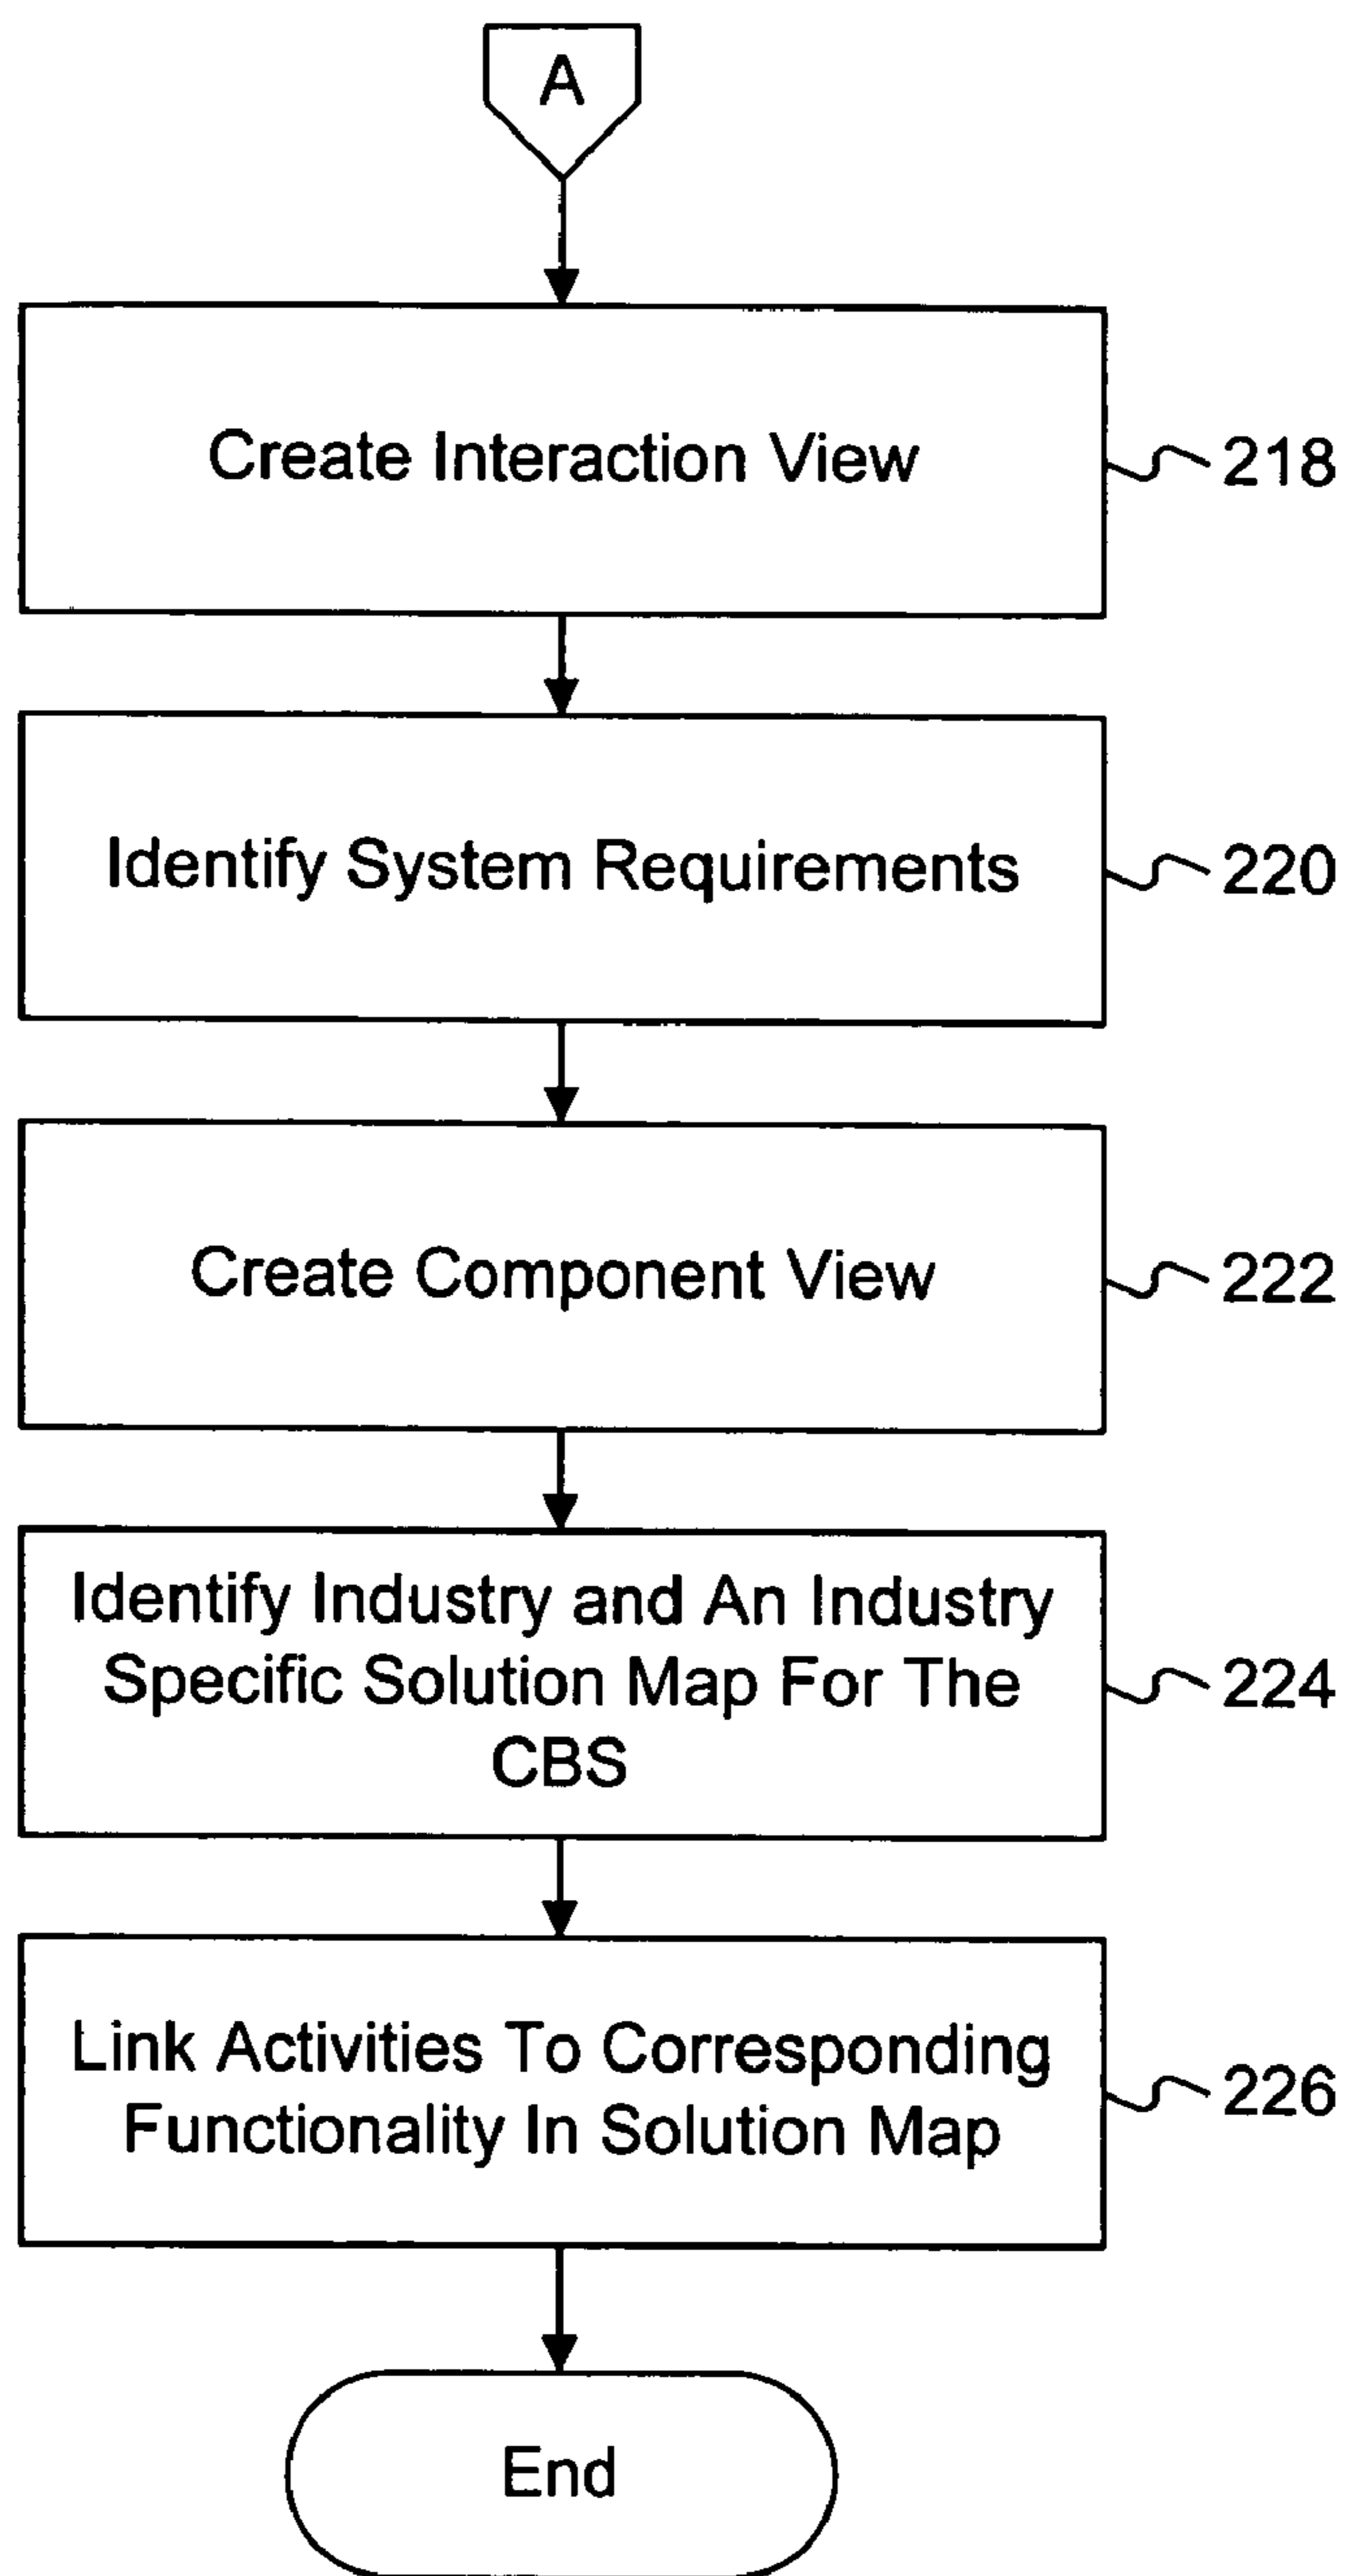 A
Create Interaction View
218
Identify System Requirements
220
Create Component View
222
Identify Industry and An Industry
Specific Solution Map For The
CBS
224
Link Activities To Corresponding
Functionality In Solution Map
226
End